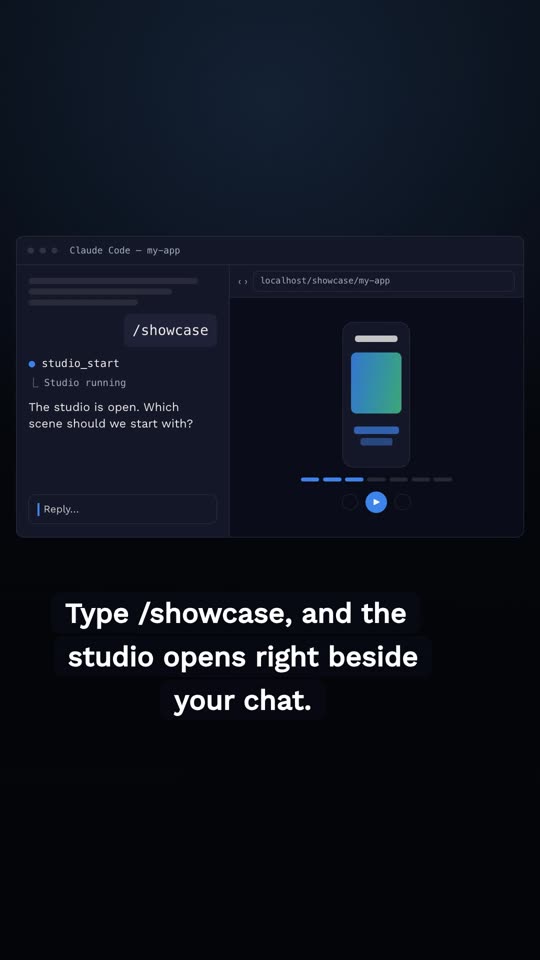 Claude Code — my-app
localhost/showcase/my-app
/showcase
studio_start
Studio running
The studio is open. Which
scene should we start with?
Reply...
Type /showcase, and the
studio opens right beside
your chat.